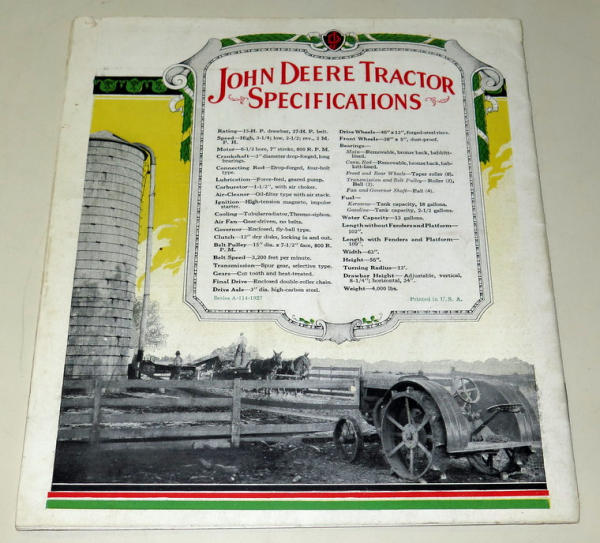 JOHN DEERE TRACTOR
SPECIFICATIONS
Rating—15-H. P. drawbar, 27-H. P. belt.
Speed—High, 3-1/4; low, 2-1/2; rev., 2 M.
P. H.
Motor—6-1/2 bore, 7" stroke, 800 R. P. M.
Crankshaft—3" diameter drop-forged, long
bearings.
Connecting Rod—Drop-forged, four-bolt
type.
Lubrication—Force-feed, geared pump.
Carburetor—1-1/2", with air choker.
Air-Cleaner—Oil-filter type with air stack.
Ignition—High-tension magneto, impulse
starter.
Cooling—Tubular radiator, Thermo-siphon.
Air Fan—Gear-driven, no belts.
Governor—Enclosed, fly-ball type.
Clutch—12" dry disks, locking in and out.
Belt Pulley—15" dia. x 7-1/2" face, 800 R.
P. M.
Belt Speed—3,200 feet per minute.
Transmission—Spur gear, selective type.
Gears—Cut tooth and heat-treated.
Final Drive—Enclosed double-roller chain.
Drive Axle—3" dia. high-carbon steel.
Series A-114-1927
Drive Wheels—46" x 12", forged-steel rims.
Front Wheels—28" x 5", dust-proof.
Bearings—
Main—Removable, bronze back, babbitt-
lined.
Conn. Rod—Removable, bronze back, bab-
bitt-lined.
Front and Rear Wheels—Taper roller (8).
Transmission and Belt Pulley—Roller (3),
Ball (2).
Fan and Governor Shaft—Ball (4).
Fuel—
Kerosene—Tank capacity, 18 gallons.
Gasoline—Tank capacity, 2-1/2 gallons.
Water Capacity—13 gallons.
Length without Fenders and Platform—
102".
Length with Fenders and Platform—
109".
Width—63".
Height—56".
Turning Radius—12'.
Drawbar Height—Adjustable, vertical,
8-1/4"; horizontal, 24".
Weight—4,000 lbs.
Printed in U. S. A.